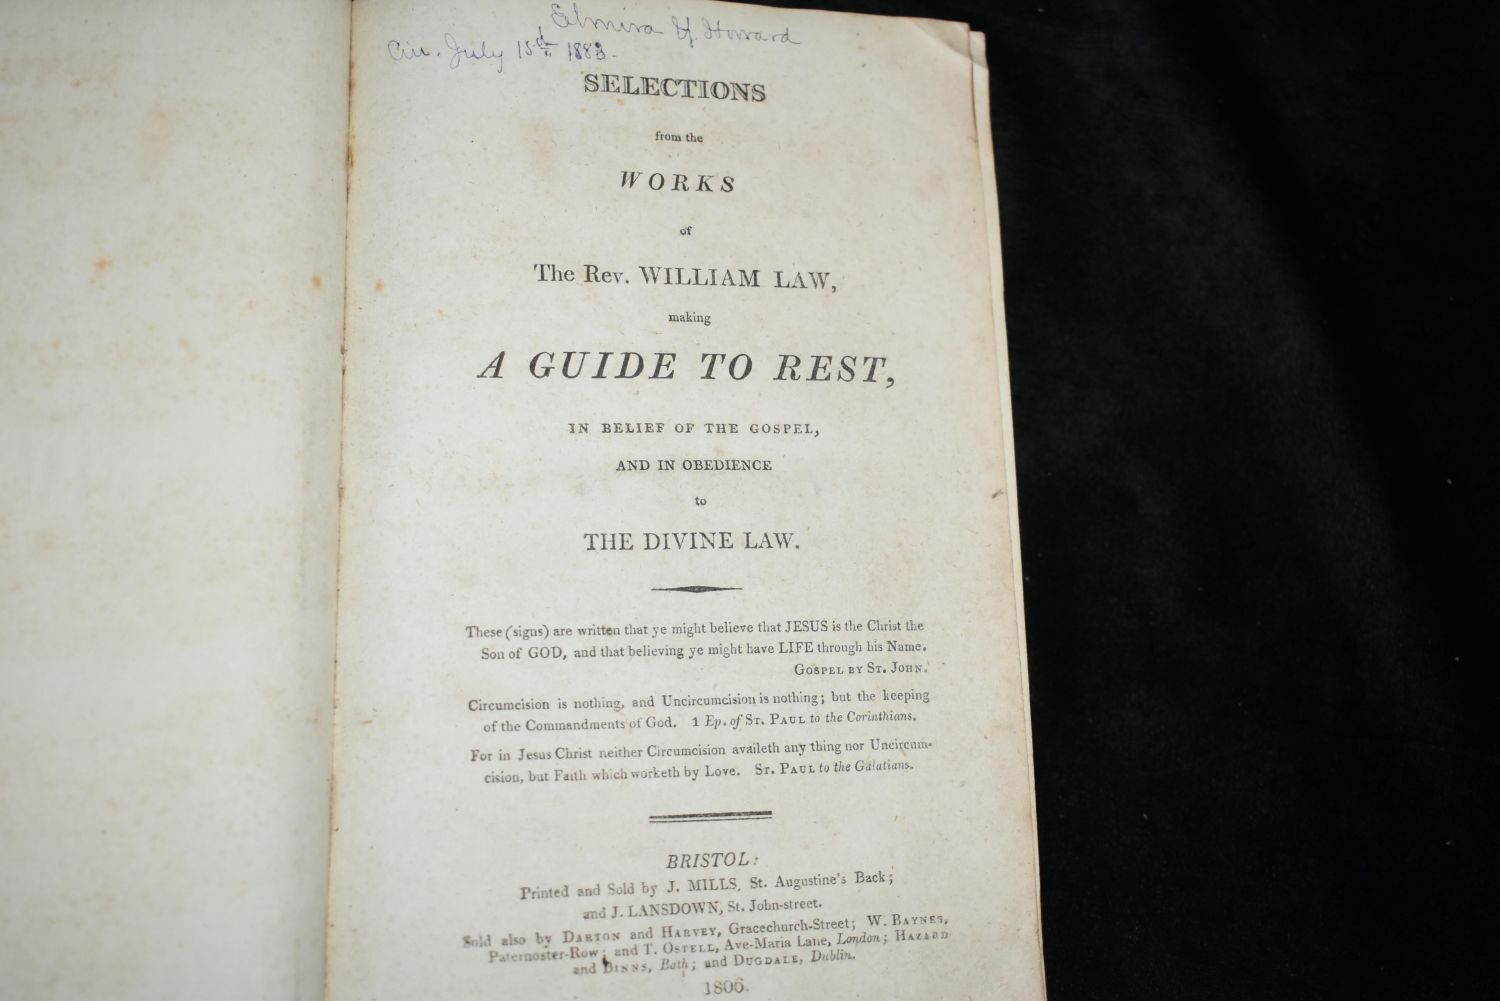 Elmira Y. Howard
Cin. July 15th 1883.
SELECTIONS
from the
WORKS
of
The Rev. WILLIAM LAW,
making
A GUIDE TO REST,
IN BELIEF OF THE GOSPEL,
AND IN OBEDIENCE
to
THE DIVINE LAW.
These (signs) are written that ye might believe that JESUS is the Christ the
Son of GOD, and that believing ye might have LIFE through his Name.
GOSPEL BY ST. JOHN.
Circumcision is nothing, and Uncircumcision is nothing; but the keeping
of the Commandments of God. 1 Ep. of ST. PAUL to the Corinthians.
For in Jesus Christ neither Circumcision availeth any thing nor Uncircum-
cision, but Faith which worketh by Love. ST. PAUL to the Galatians.
BRISTOL:
Printed and Sold by J. MILLS, St. Augustine's Back;
and J. LANSDOWN, St. John-street.
Sold also by DARTON and HARVEY, Gracechurch-Street; W. BAYNES,
Paternoster-Row; and T. OSTELL, Ave-Maria Lane, London; HAZARD
and BINNS, Bath; and DUGDALE, Dublin.
1806.